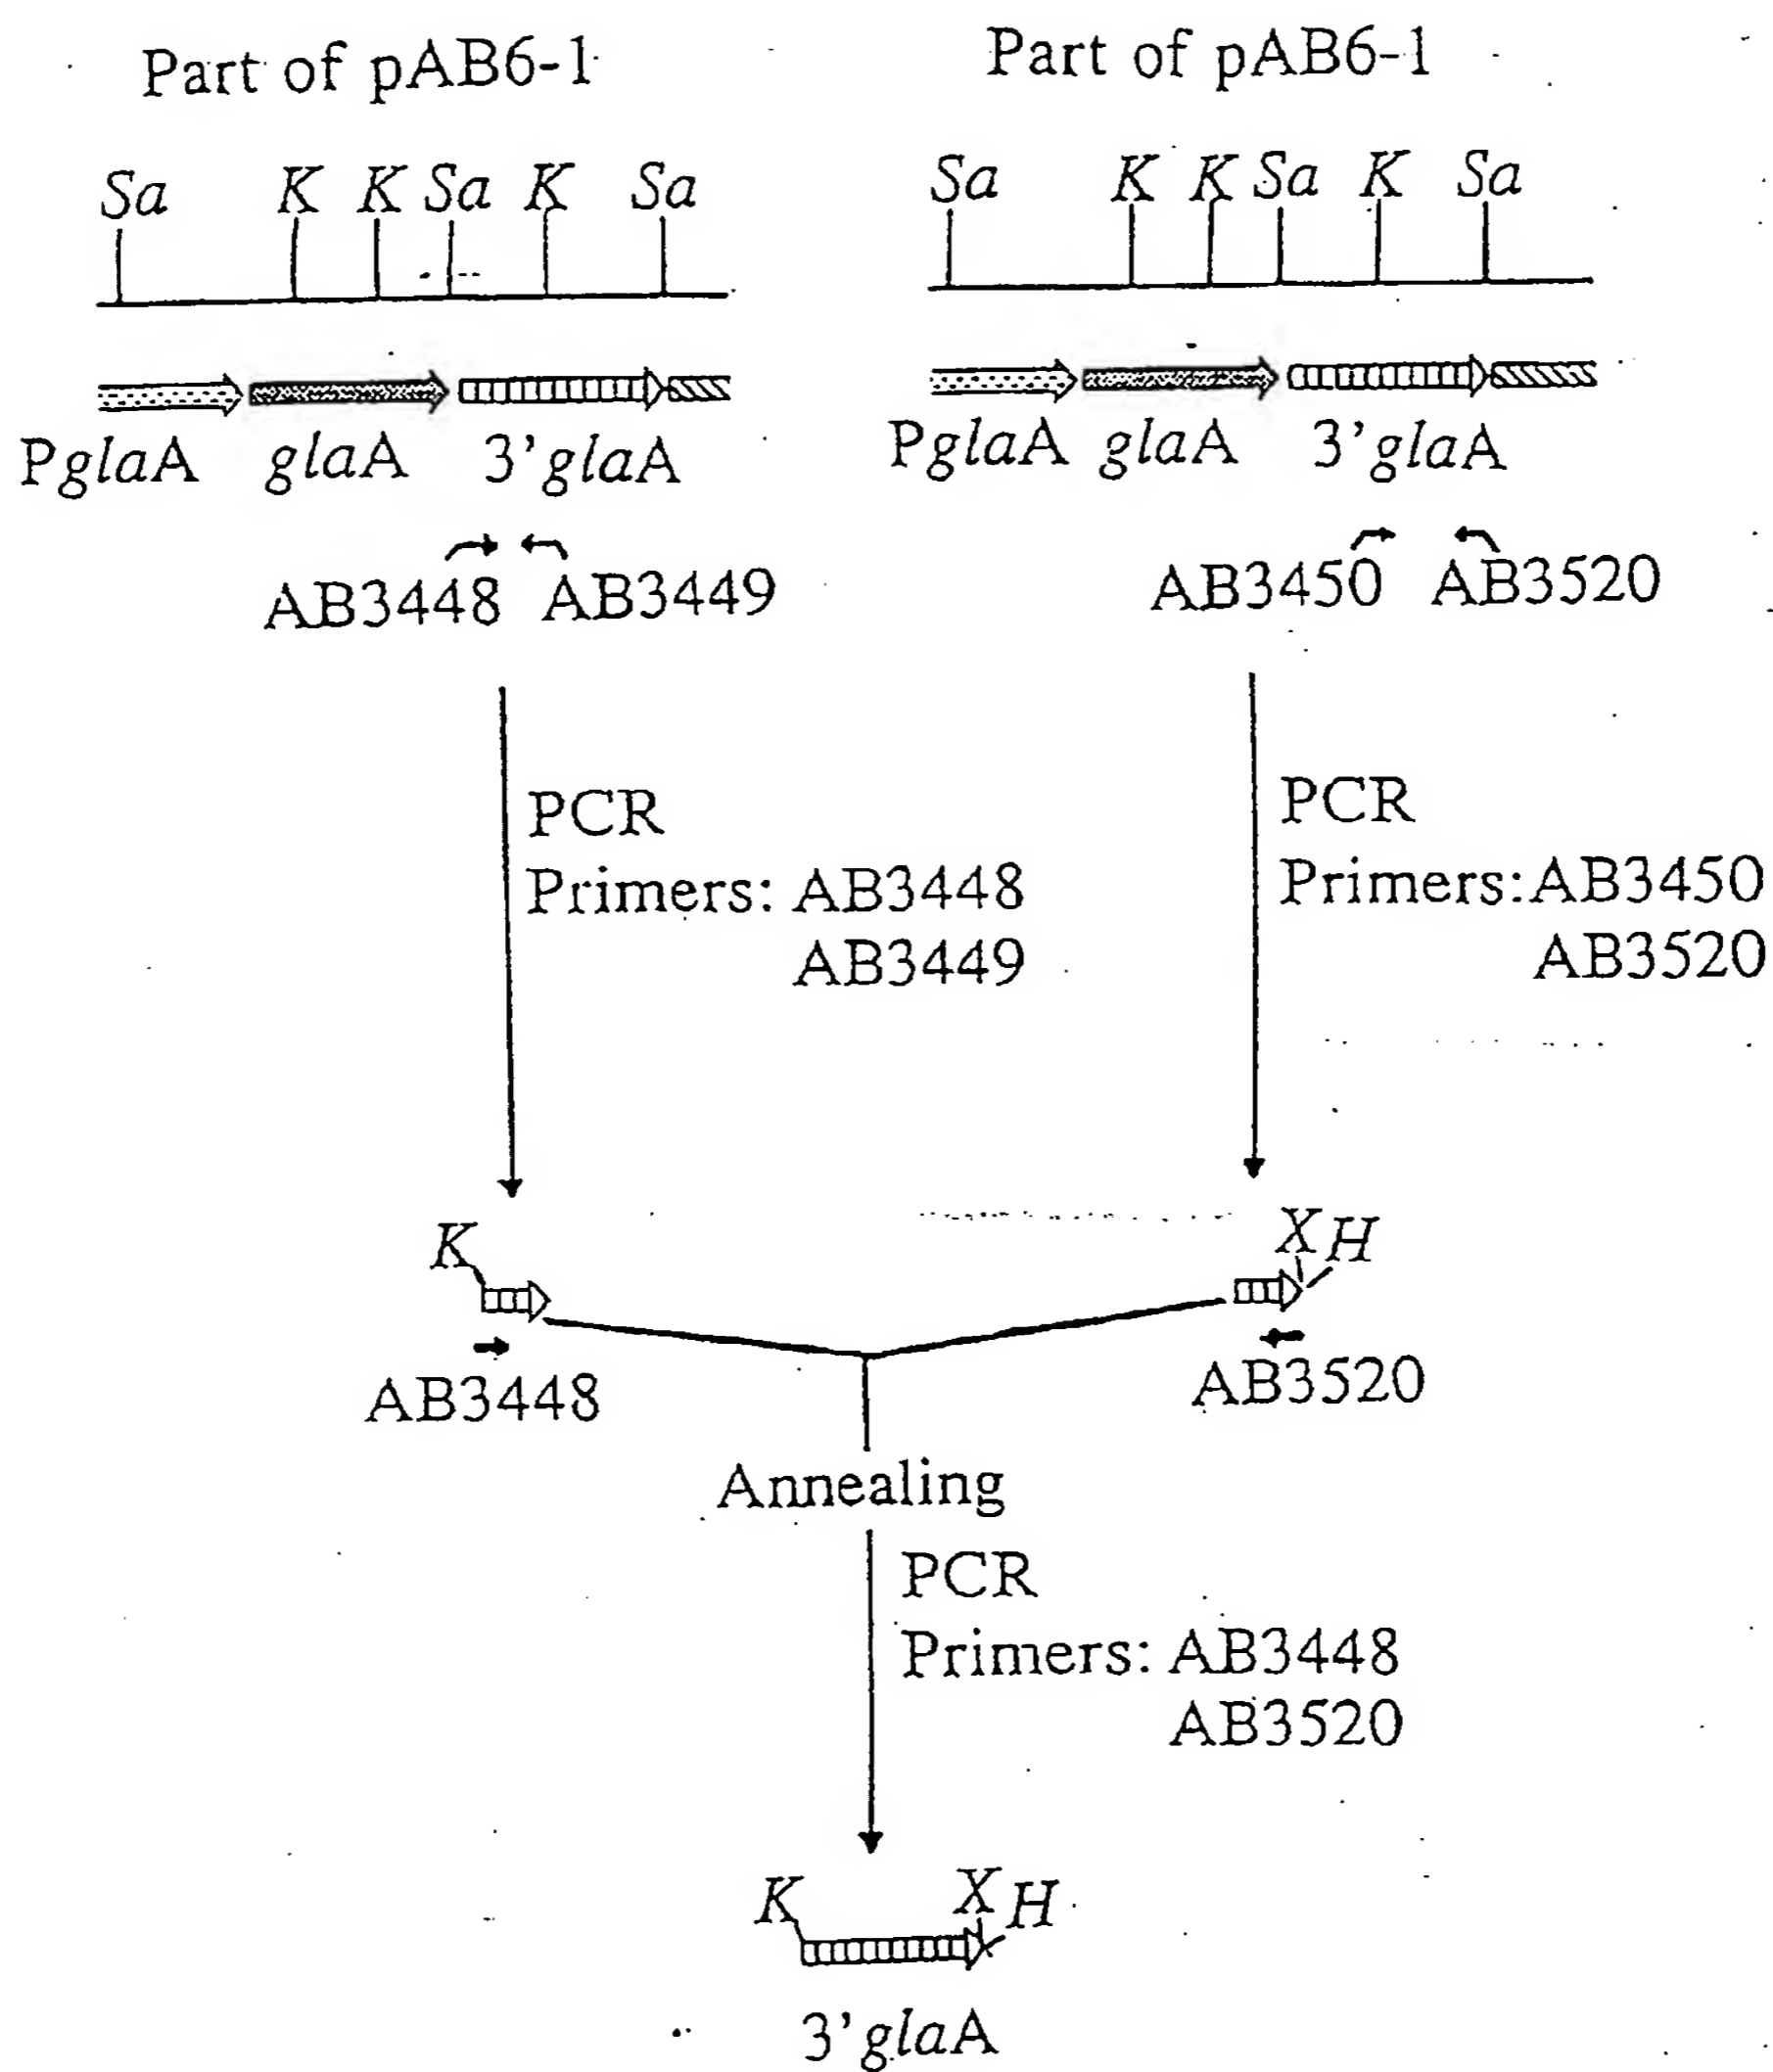 Part of pAB6-1
Part of pAB6-1
Sa K K Sa K Sa
Sa K K Sa K Sa
PglaA glaA 3'glaA
PglaA glaA 3'glaA
AB3448 AB3449
AB3450 AB3520
PCR
Primers: AB3448
AB3449
PCR
Primers: AB3450
AB3520
K
X H
AB3448
AB3520
Annealing
PCR
Primers: AB3448
AB3520
K X H
3'glaA